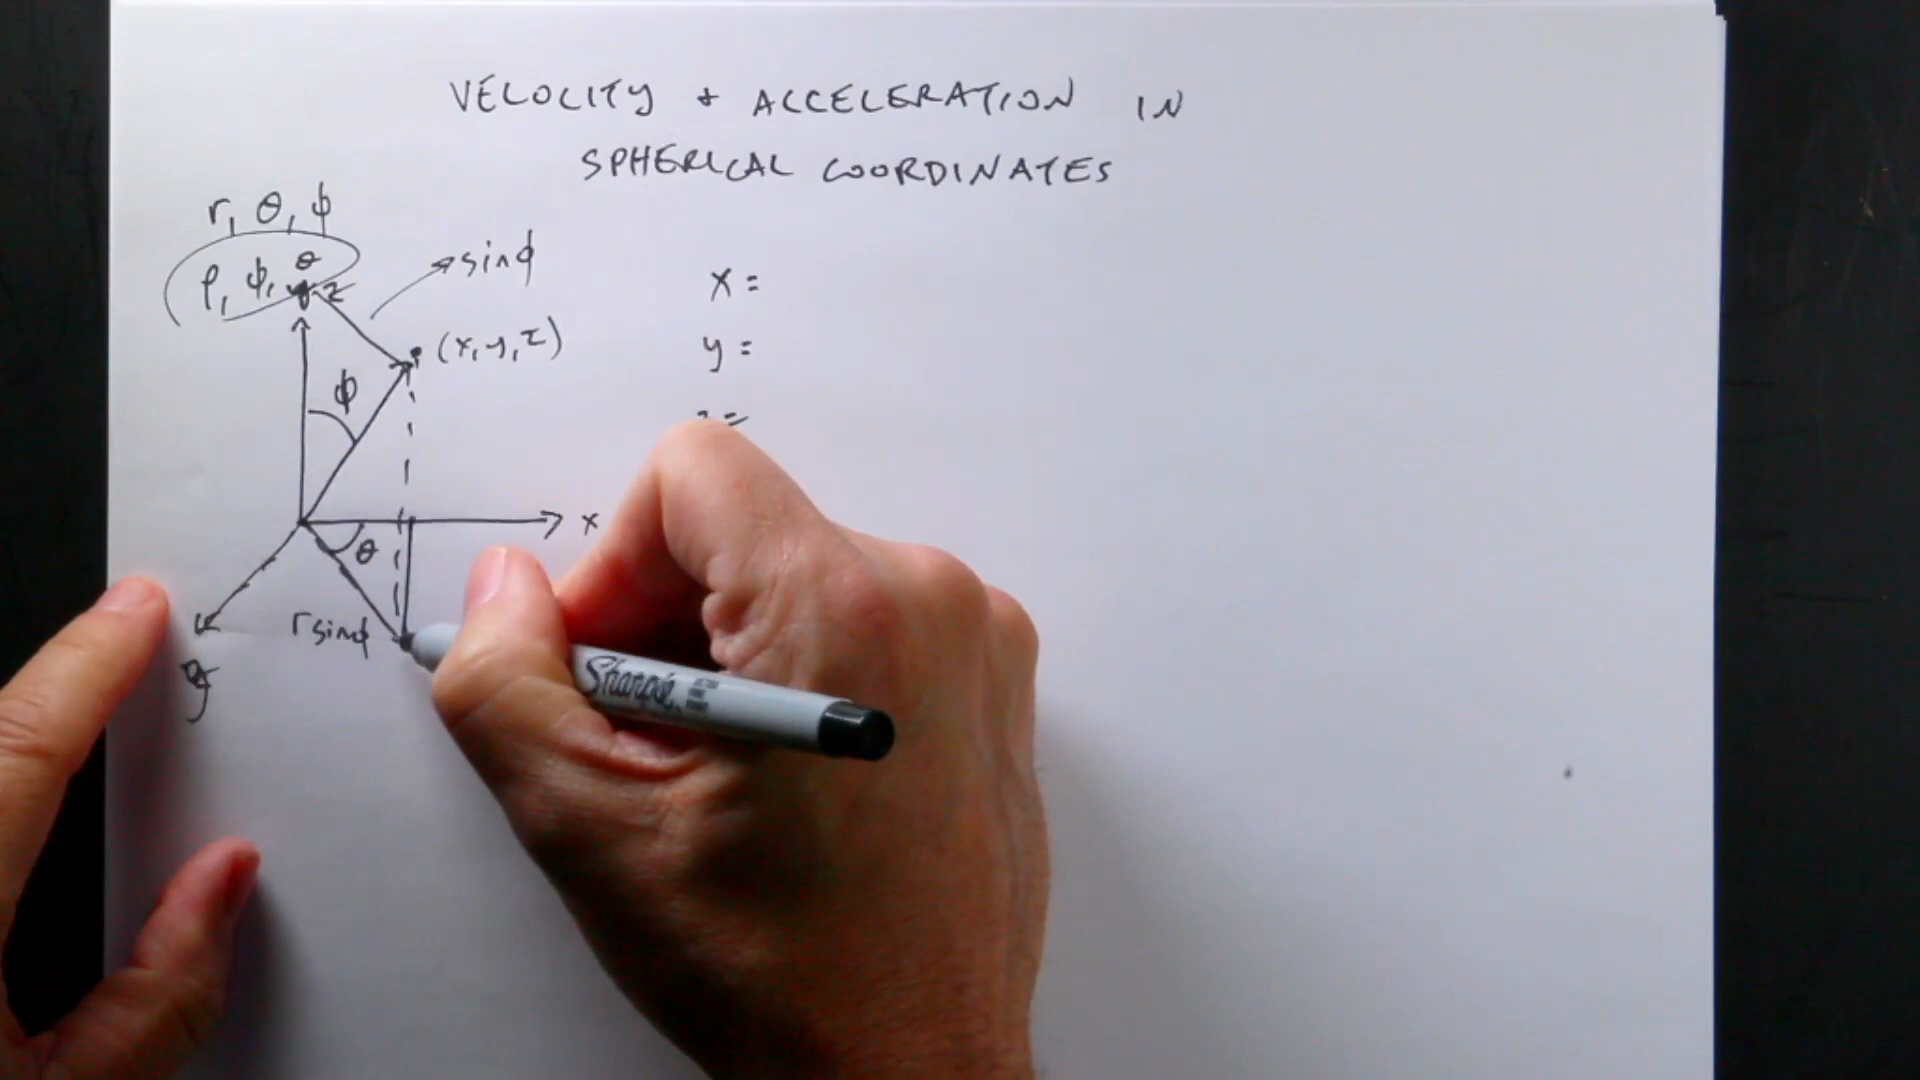 VELOCITY + ACCELERATION IN
SPHERICAL COORDINATES
r, θ, ϕ
θ
ρ, ϕ,
z
sinϕ
(x, y, z)
ϕ
x =
y =
x
θ
r sinϕ
y
Sharpie